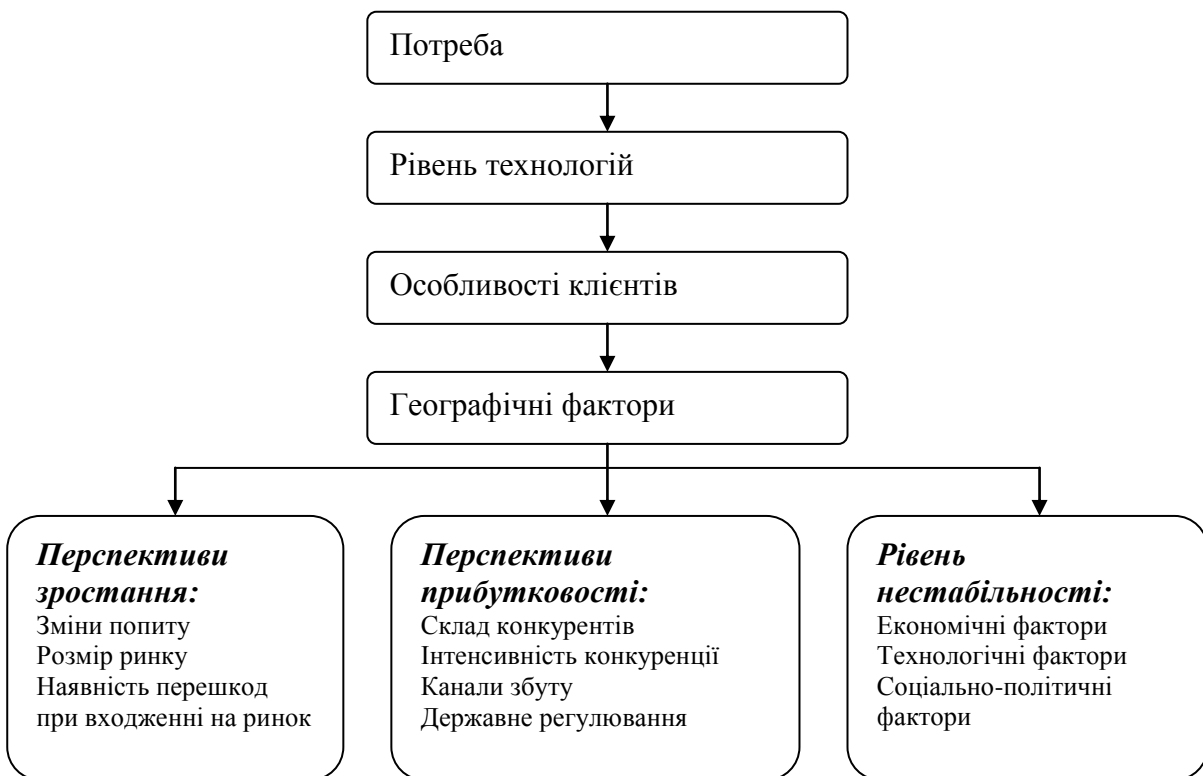 Потреба
Рівень технологій
Особливості клієнтів
Географічні фактори
Перспективи
зростання:
Зміни попиту
Розмір ринку
Наявність перешкод
при входженні на ринок
Перспективи
прибутковості:
Склад конкурентів
Інтенсивність конкуренції
Канали збуту
Державне регулювання
Рівень
нестабільності:
Економічні фактори
Технологічні фактори
Соціально-політичні
фактори